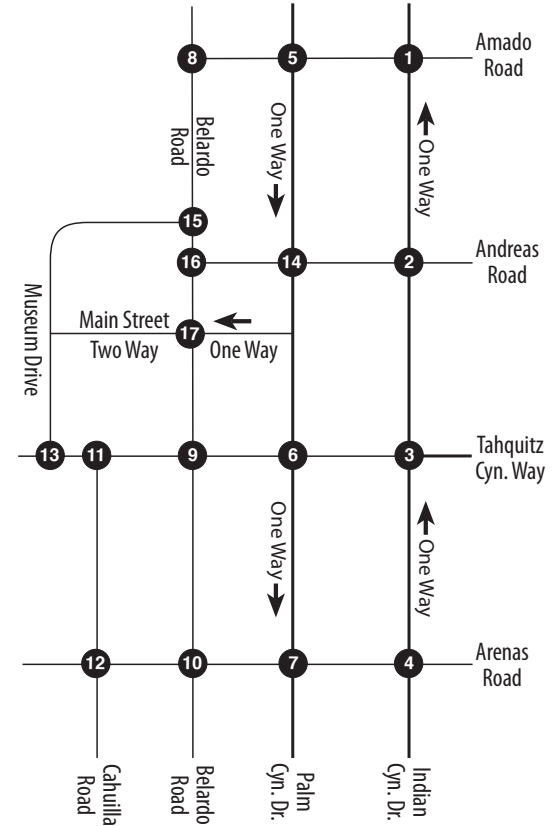 8
5
1
Amado
Road
One Way
One Way
Belardo
Road
15
16
14
2
Andreas
Road
Museum Drive
Main Street
17
Two Way
One Way
13
11
9
6
3
Tahquitz
Cyn. Way
One Way
One Way
12
10
7
4
Arenas
Road
Cahuilla
Road
Belardo
Road
Palm
Cyn. Dr.
Indian
Cyn. Dr.